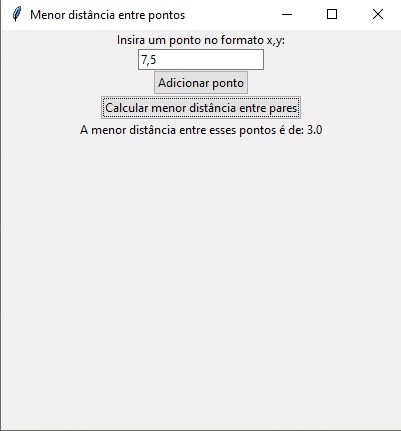 Menor distância entre pontos
Insira um ponto no formato x,y:
7,5
Adicionar ponto
Calcular menor distância entre pares
A menor distância entre esses pontos é de: 3.0